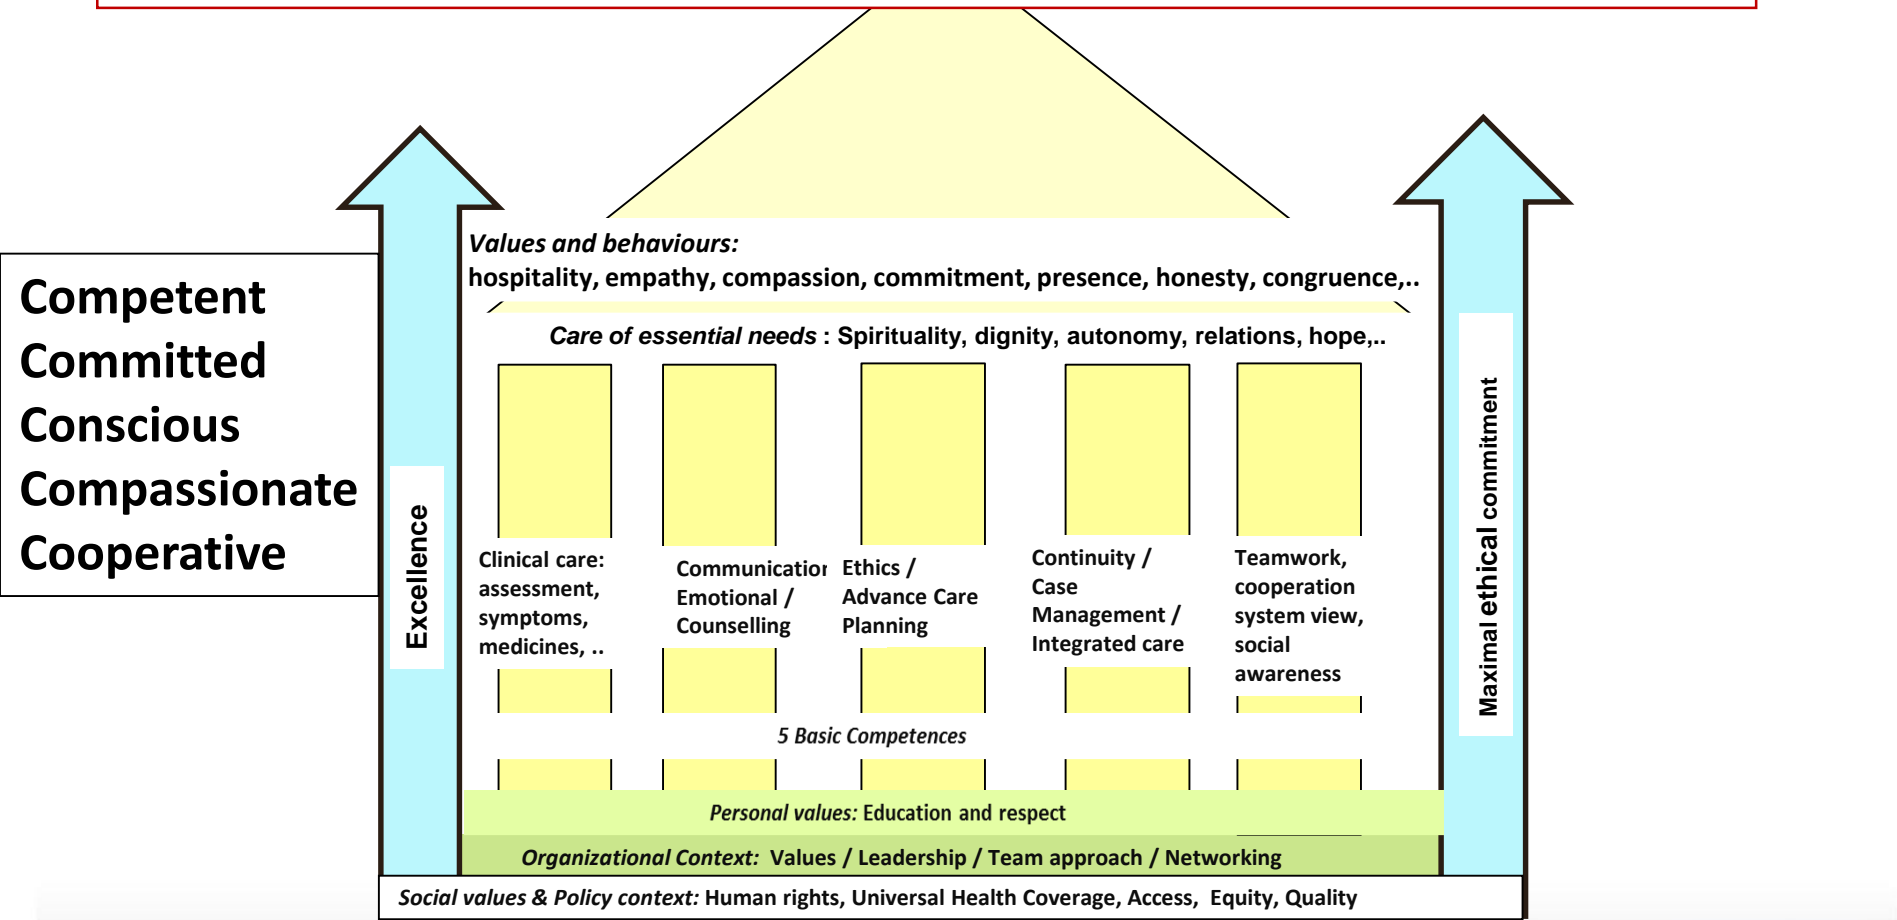 Values and behaviours:
hospitality, empathy, compassion, commitment, presence, honesty, congruence,..
Care of essential needs : Spirituality, dignity, autonomy, relations, hope,..
Competent
Committed
Conscious
Compassionate
Cooperative
Excellence
Clinical care:
assessment,
symptoms,
medicines, ..
Communication
Emotional /
Counselling
Ethics /
Advance Care
Planning
Continuity /
Case
Management /
Integrated care
Teamwork,
cooperation
system view,
social
awareness
Maximal ethical commitment
5 Basic Competences
Personal values: Education and respect
Organizational Context: Values / Leadership / Team approach / Networking
Social values & Policy context: Human rights, Universal Health Coverage, Access, Equity, Quality